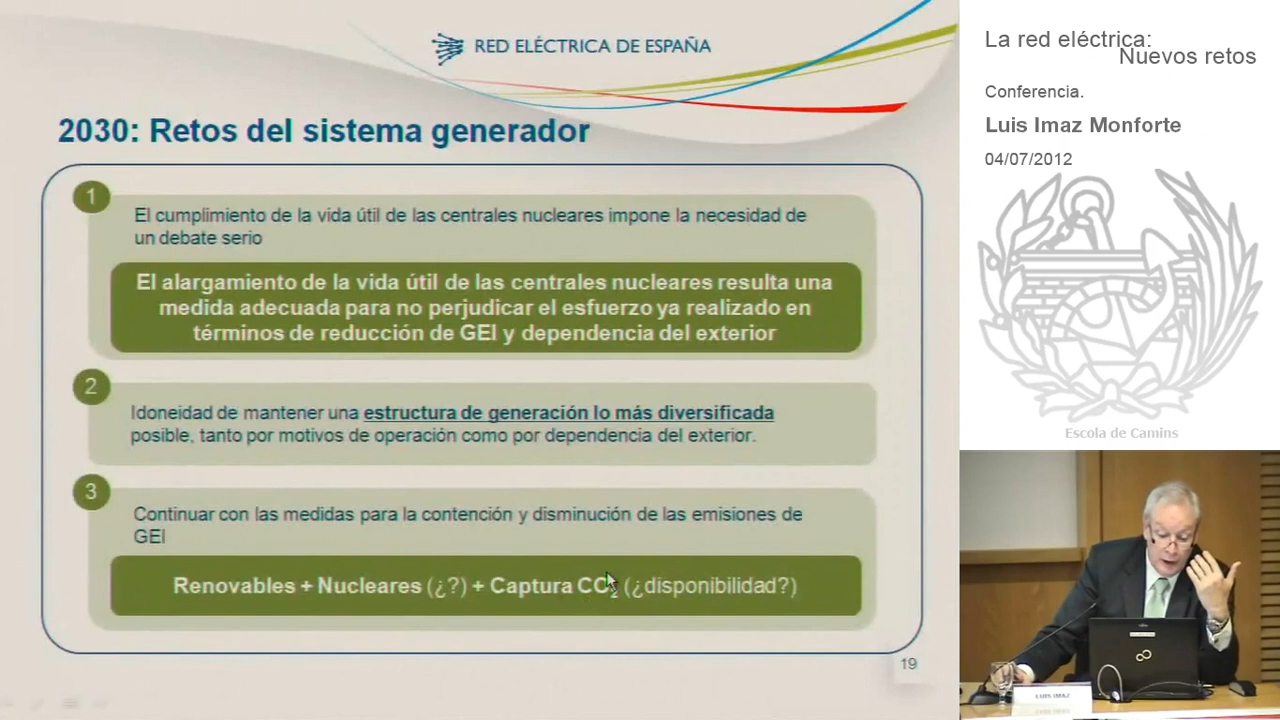 RED ELÉCTRICA DE ESPAÑA
2030: Retos del sistema generador
1
El cumplimiento de la vida útil de las centrales nucleares impone la necesidad de
un debate serio
El alargamiento de la vida útil de las centrales nucleares resulta una
medida adecuada para no perjudicar el esfuerzo ya realizado en
términos de reducción de GEI y dependencia del exterior
2
Idoneidad de mantener una estructura de generación lo más diversificada
posible, tanto por motivos de operación como por dependencia del exterior.
3
Continuar con las medidas para la contención y disminución de las emisiones de
GEI
Renovables + Nucleares (¿?) + Captura CO₂ (¿disponibilidad?)
19
La red eléctrica:
Nuevos retos
Conferencia.
Luis Imaz Monforte
04/07/2012
Escola de Camins
LUIS IMAZ